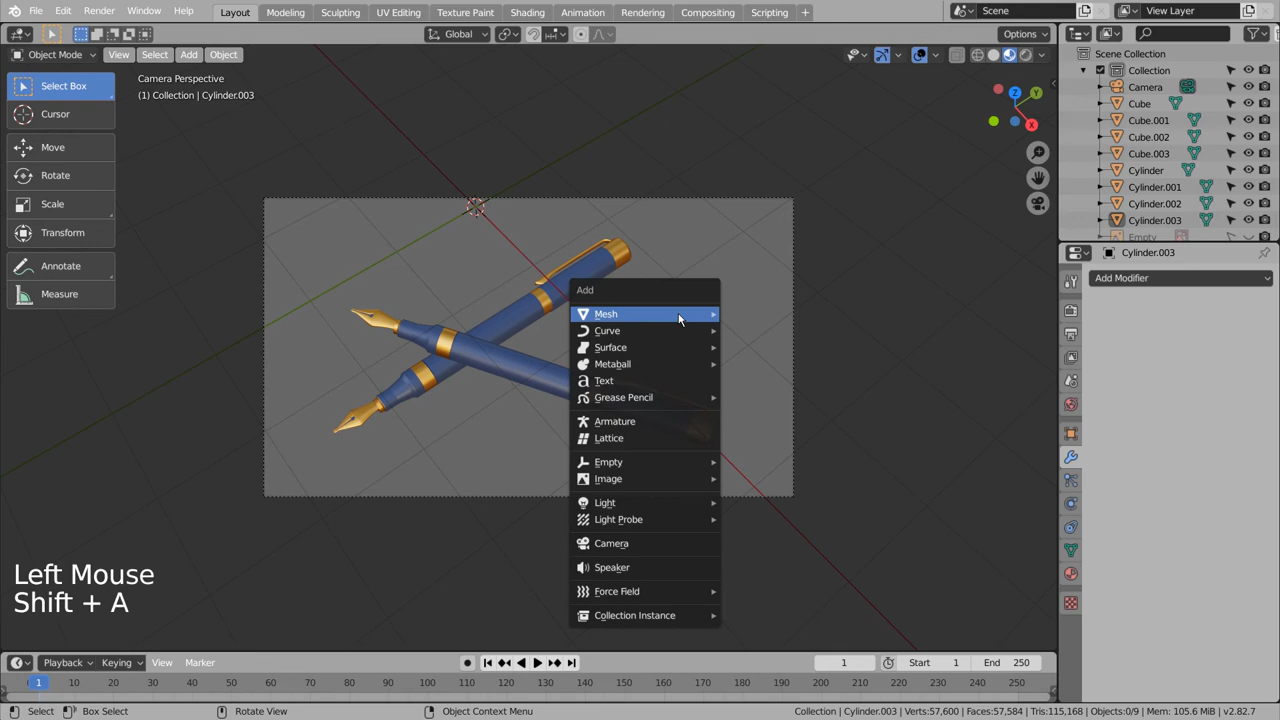 File Edit Render Window Help Layout Modeling Sculpting UV Editing Texture Paint Shading Animation Rendering Compositing Scripting + Scene View Layer
Global Options
Object Mode View Select Add Object
Select Box
Cursor
Move
Rotate
Scale
Transform
Annotate
Measure
Camera Perspective
(1) Collection | Cylinder.003
Z
Y
X
Add
Mesh
Curve
Surface
Metaball
Text
Grease Pencil
Armature
Lattice
Empty
Image
Light
Light Probe
Camera
Speaker
Force Field
Collection Instance
Scene Collection
Collection
Camera
Cube
Cube.001
Cube.002
Cube.003
Cylinder
Cylinder.001
Cylinder.002
Cylinder.003
Empty
Cylinder.003
Add Modifier
Left Mouse
Shift + A
Playback Keying View Marker 1 Start 1 End 250
1 10 20 30 40 50 60 70 80 90 100 110 120 130 140 150 160 170 180 190 200 210 220 230 240 250
Select Box Select Rotate View Object Context Menu Collection | Cylinder.003 | Verts:57,600 | Faces:57,584 | Tris:115,168 | Objects:0/9 | Mem: 105.6 MiB | v2.82.7